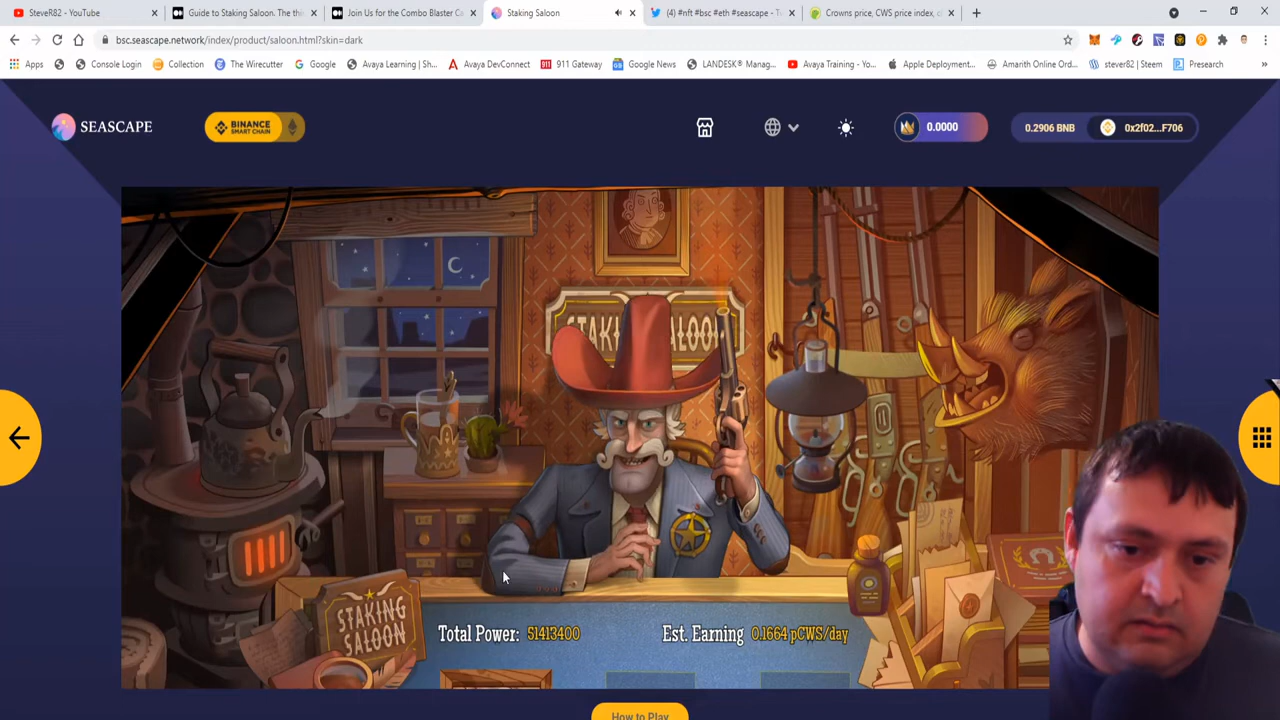 SteveR82 - YouTube
Guide to Staking Saloon. The thi
Join Us for the Combo Blaster Ca
Staking Saloon
(4) #nft #bsc #eth #seascape - Tw
Crowns price, CWS price index, c
bsc.seascape.network/index/product/saloon.html?skin=dark
Apps
Console Login
Collection
The Wirecutter
Google
Avaya Learning | Sh...
Avaya DevConnect
911 Gateway
Google News
LANDESK® Manag...
Avaya Training - Yo...
Apple Deployment...
Amarith Online Ord...
stever82 | Steem
Presearch
SEASCAPE
BINANCE
SMART CHAIN
0.0000
0.2906 BNB
0x2f02...F706
STAKING SALOON
STAKING
SALOON
Total Power: 51413400
Est. Earning 0.1664 pCWS/day
How to Play